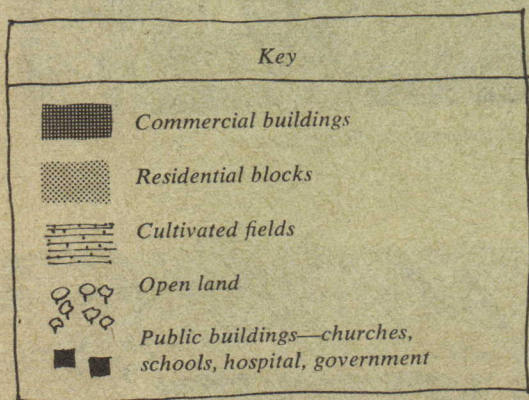 Key
Commercial buildings
Residential blocks
Cultivated fields
Open land
Public buildings—churches,
schools, hospital, government